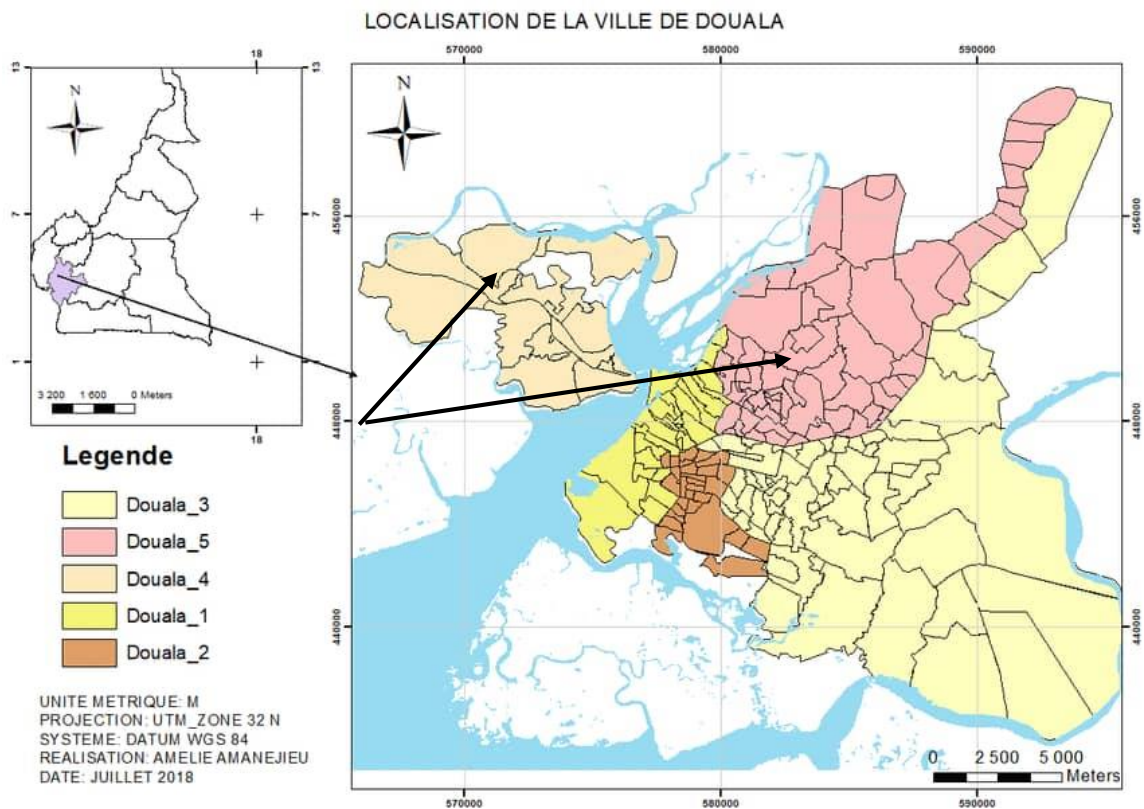 LOCALISATION DE LA VILLE DE DOUALA
18
13
13
N
7
7
1
1
3 200 1 600 0 Meters
18
570000
580000
590000
N
456000
456000
448000
448000
440000
440000
0 2 500 5 000
Meters
570000
580000
590000
Legende
Douala_3
Douala_5
Douala_4
Douala_1
Douala_2
UNITE METRIQUE: M
PROJECTION: UTM_ZONE 32 N
SYSTEME: DATUM WGS 84
REALISATION: AMELIE AMANEJIEU
DATE: JUILLET 2018